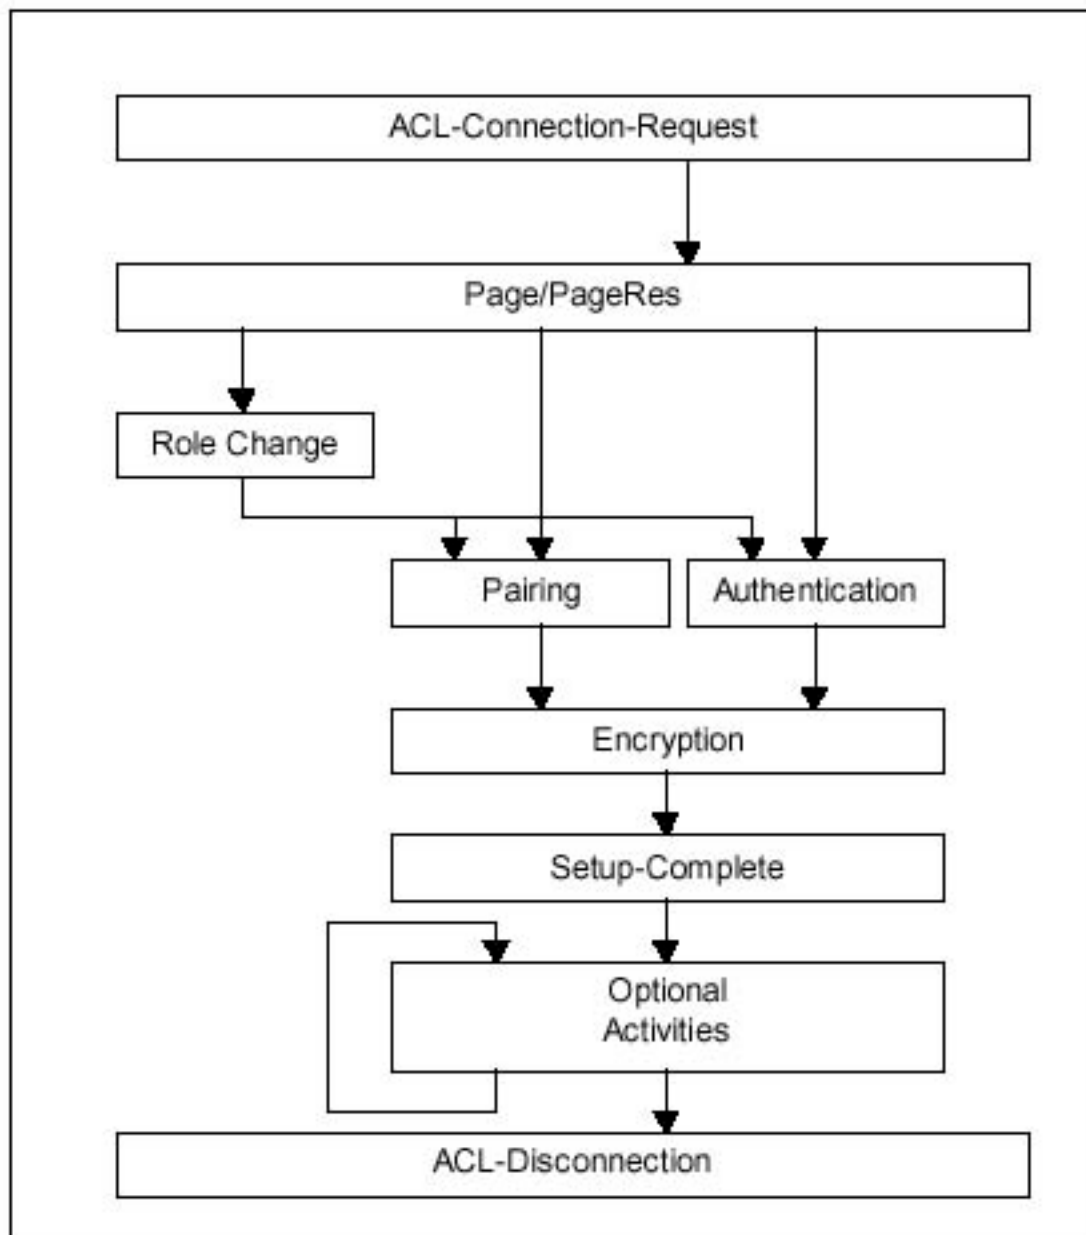 ACL-Connection-Request
Page/PageRes
Role Change
Pairing
Authentication
Encryption
Setup-Complete
Optional
Activities
ACL-Disconnection